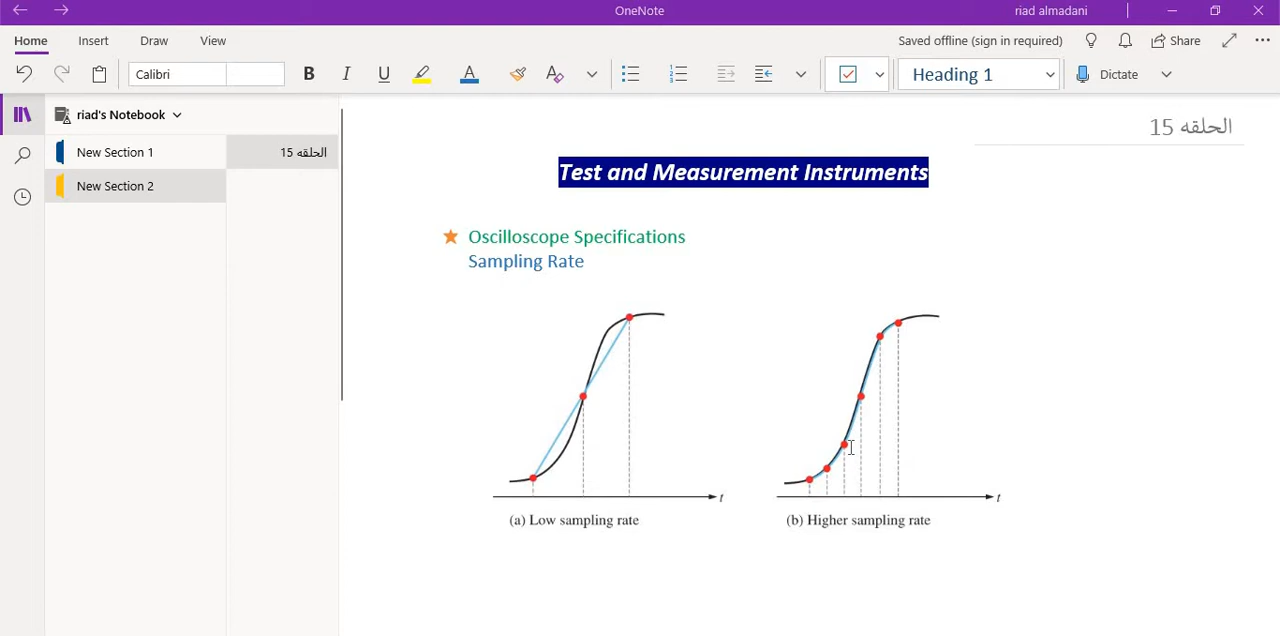 OneNote
riad almadani
Home
Insert
Draw
View
Saved offline (sign in required)
Share
Calibri
B
I
U
A
A
Heading 1
Dictate
riad's Notebook
New Section 1
New Section 2
الحلقه 15
الحلقه 15
Test and Measurement Instruments
Oscilloscope Specifications
Sampling Rate
t
t
(a) Low sampling rate
(b) Higher sampling rate